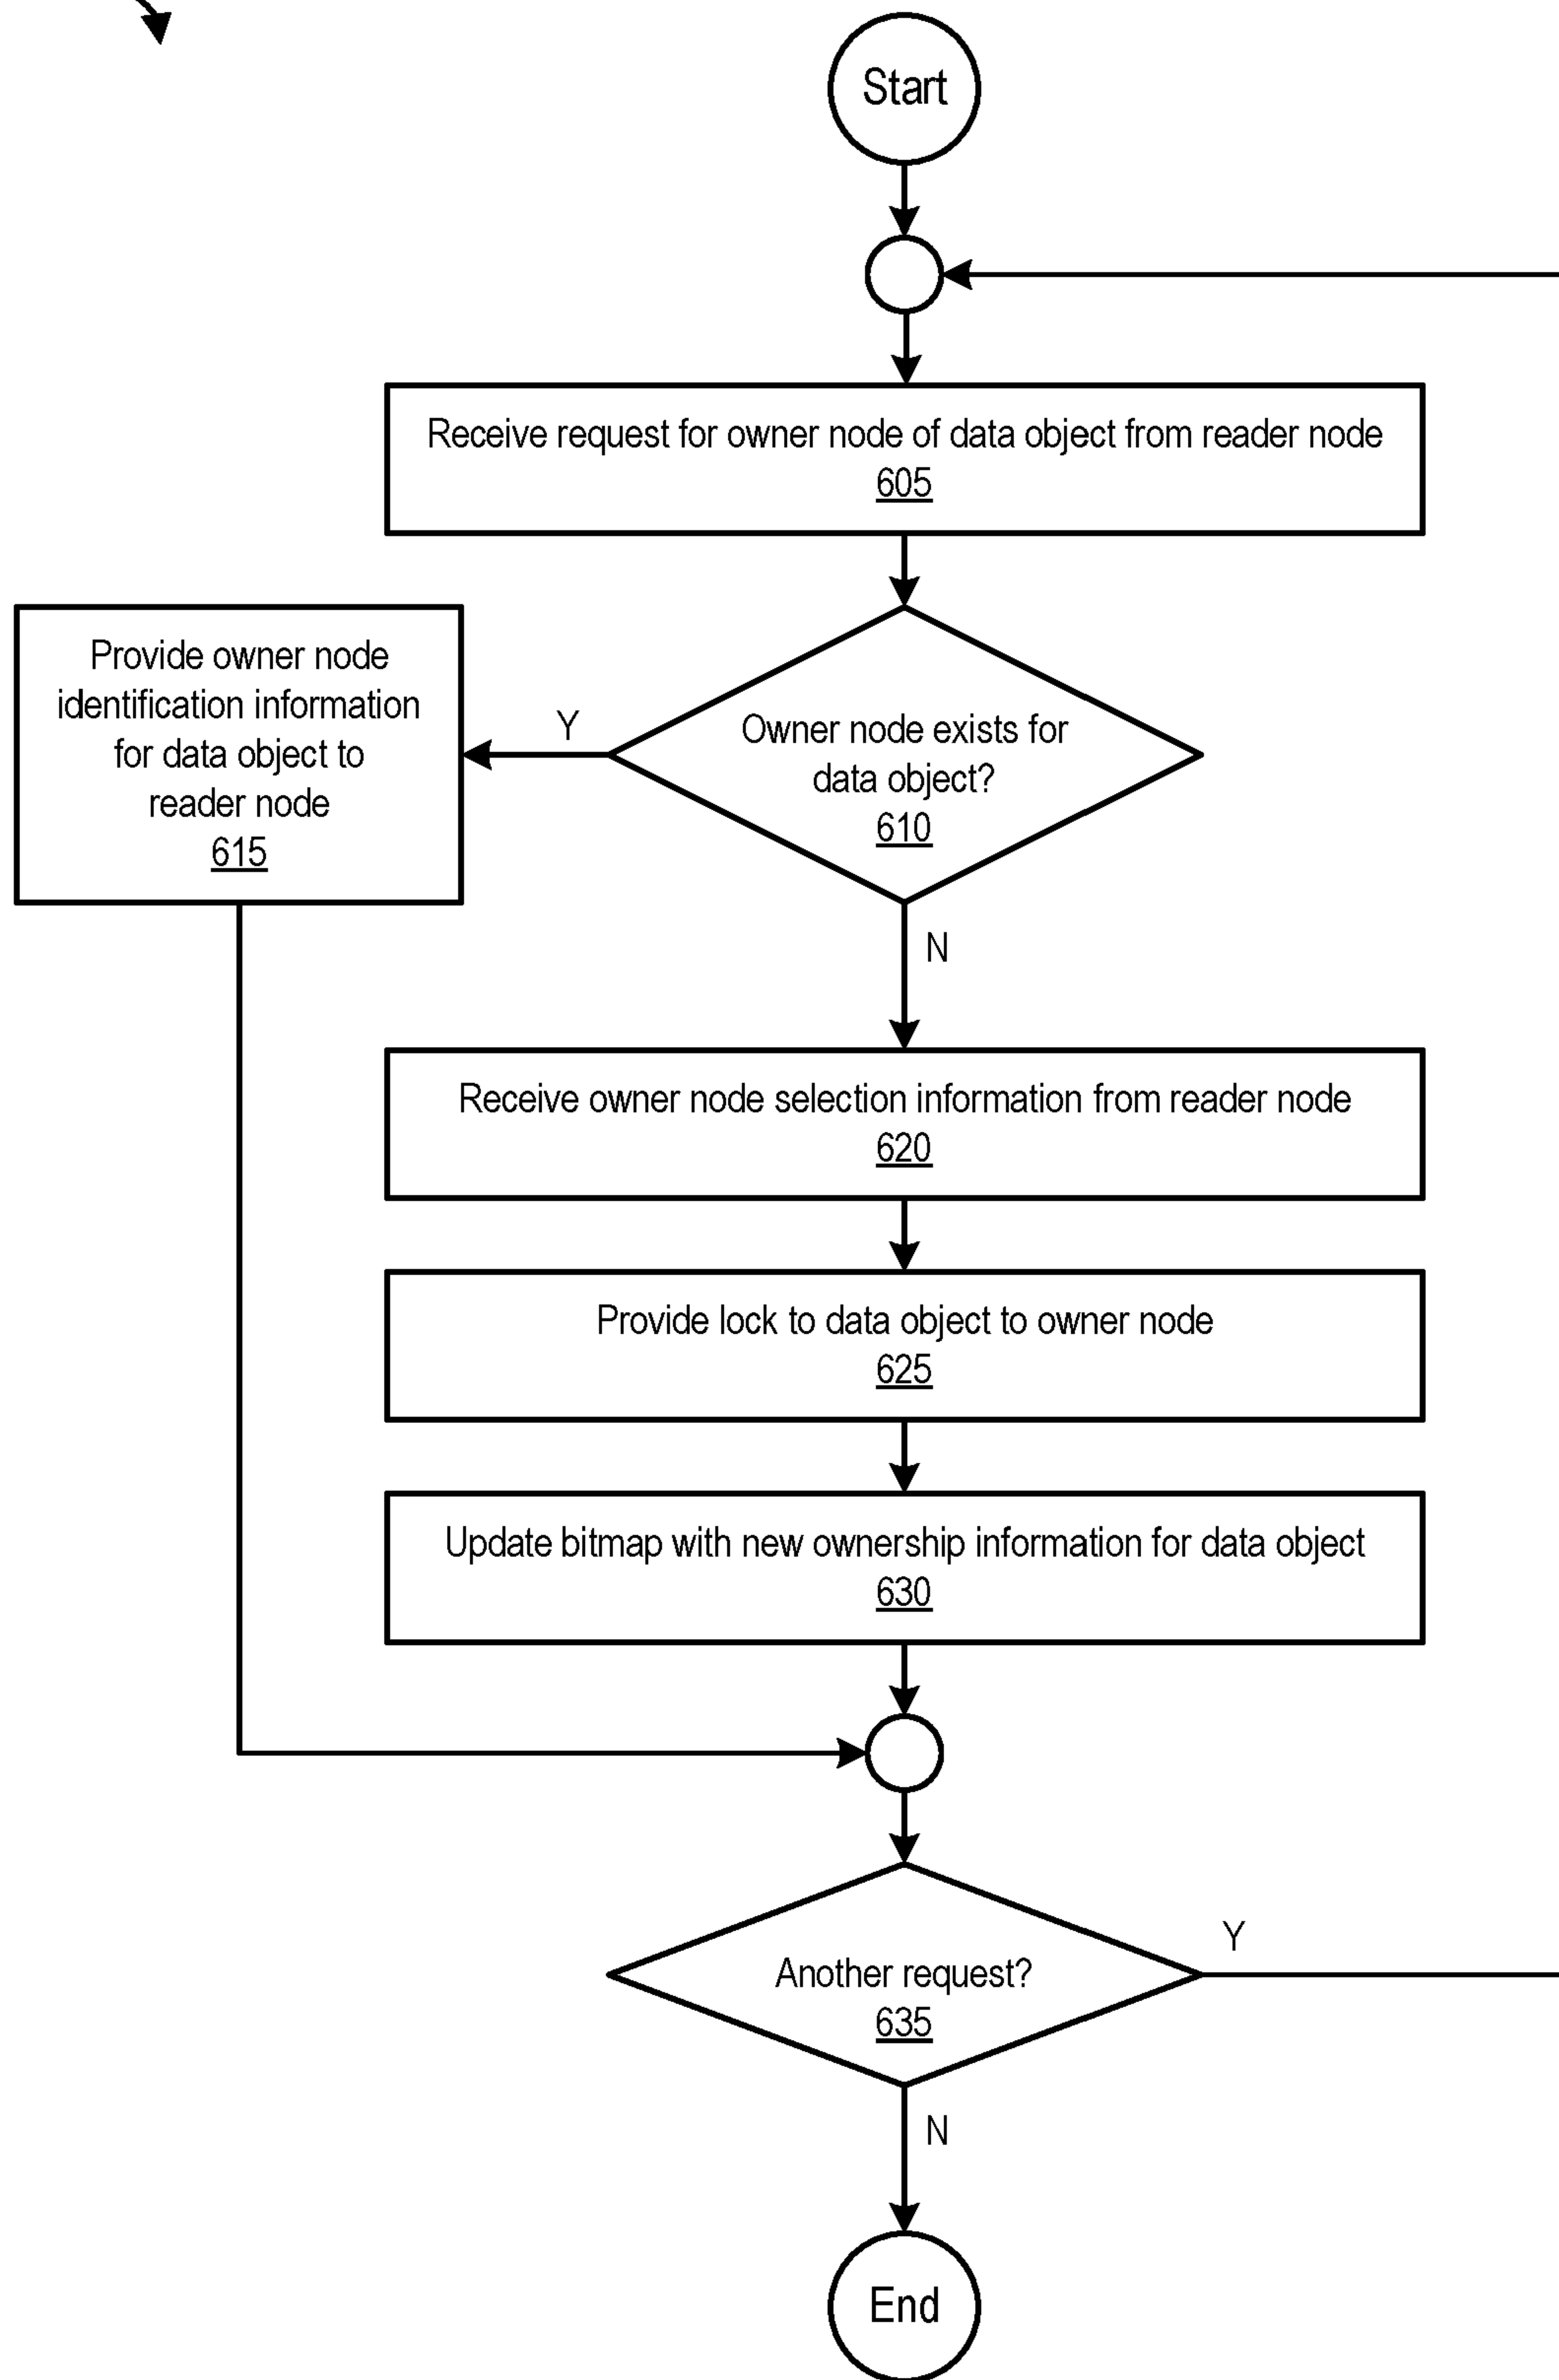 Start
Receive request for owner node of data object from reader node
605
Provide owner node
identification information
for data object to
reader node
615
Y
Owner node exists for
data object?
610
N
Receive owner node selection information from reader node
620
Provide lock to data object to owner node
625
Update bitmap with new ownership information for data object
630
Another request?
635
Y
N
End